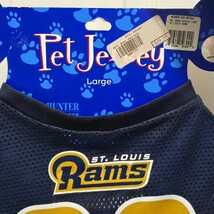 Pet Jersey
Large
HUNTER
ST. LOUIS
Rams